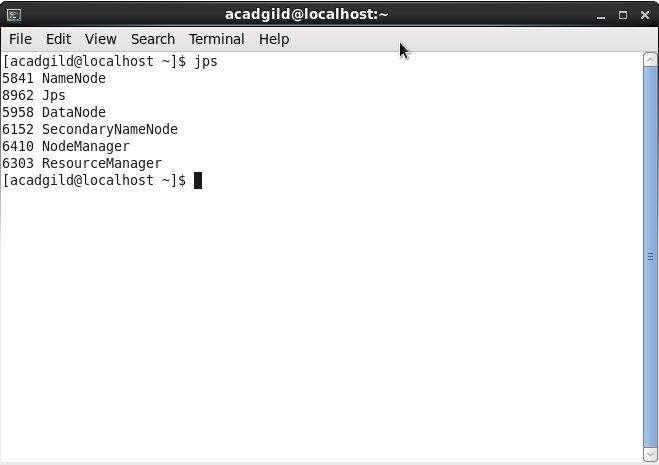 acadgild@localhost:~
File Edit View Search Terminal Help
[acadgild@localhost ~]$ jps
5841 NameNode
8962 Jps
5958 DataNode
6152 SecondaryNameNode
6410 NodeManager
6303 ResourceManager
[acadgild@localhost ~]$